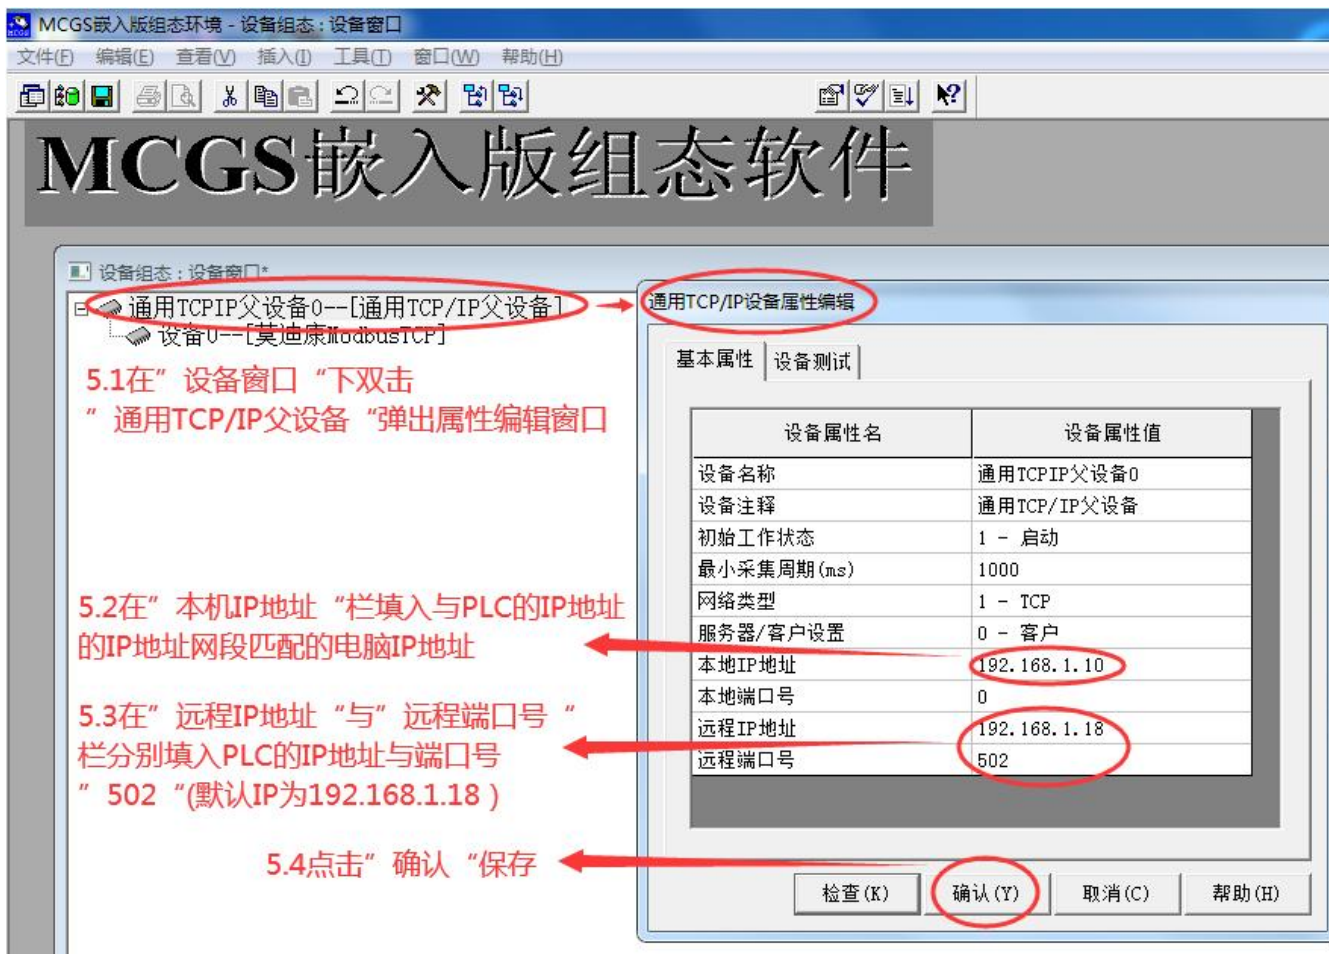 MCGS嵌入版组态环境 - 设备组态 : 设备窗口
文件(F) 编辑(E) 查看(V) 插入(I) 工具(T) 窗口(W) 帮助(H)
MCGS嵌入版组态软件
设备组态 : 设备窗口*
通用TCPIP父设备0--[通用TCP/IP父设备]
设备0--[莫迪康ModbusTCP]
5.1在”设备窗口“下双击
”通用TCP/IP父设备“弹出属性编辑窗口
5.2在”本机IP地址“栏填入与PLC的IP地址
的IP地址网段匹配的电脑IP地址
5.3在”远程IP地址“与”远程端口号“
栏分别填入PLC的IP地址与端口号
”502“(默认IP为192.168.1.18 )
5.4点击”确认“保存
通用TCP/IP设备属性编辑
基本属性 设备测试
设备属性名 设备属性值
设备名称 通用TCPIP父设备0
设备注释 通用TCP/IP父设备
初始工作状态 1 - 启动
最小采集周期(ms) 1000
网络类型 1 - TCP
服务器/客户设置 0 - 客户
本地IP地址 192.168.1.10
本地端口号 0
远程IP地址 192.168.1.18
远程端口号 502
检查(K) 确认(Y) 取消(C) 帮助(H)